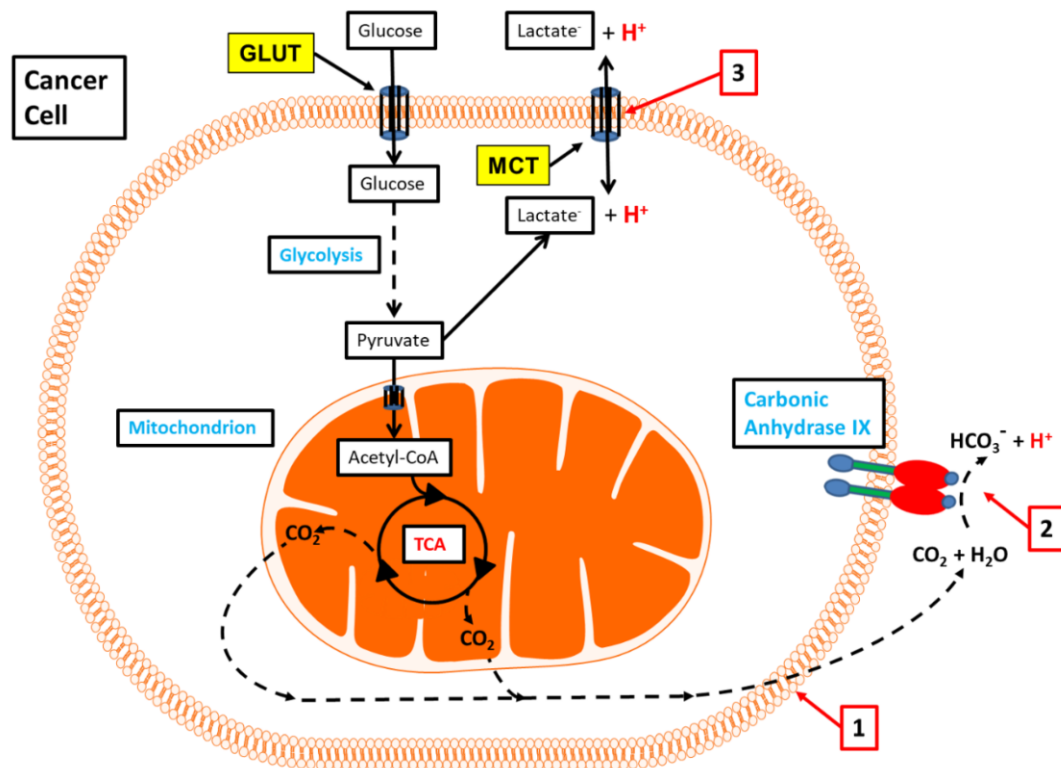 Glucose
Lactate⁻ + H⁺
GLUT
3
Cancer
Cell
MCT
Glucose
Lactate⁻ + H⁺
Glycolysis
Pyruvate
Carbonic
Anhydrase IX
Mitochondrion
HCO₃⁻ + H⁺
Acetyl-CoA
2
CO₂
TCA
CO₂ + H₂O
CO₂
1